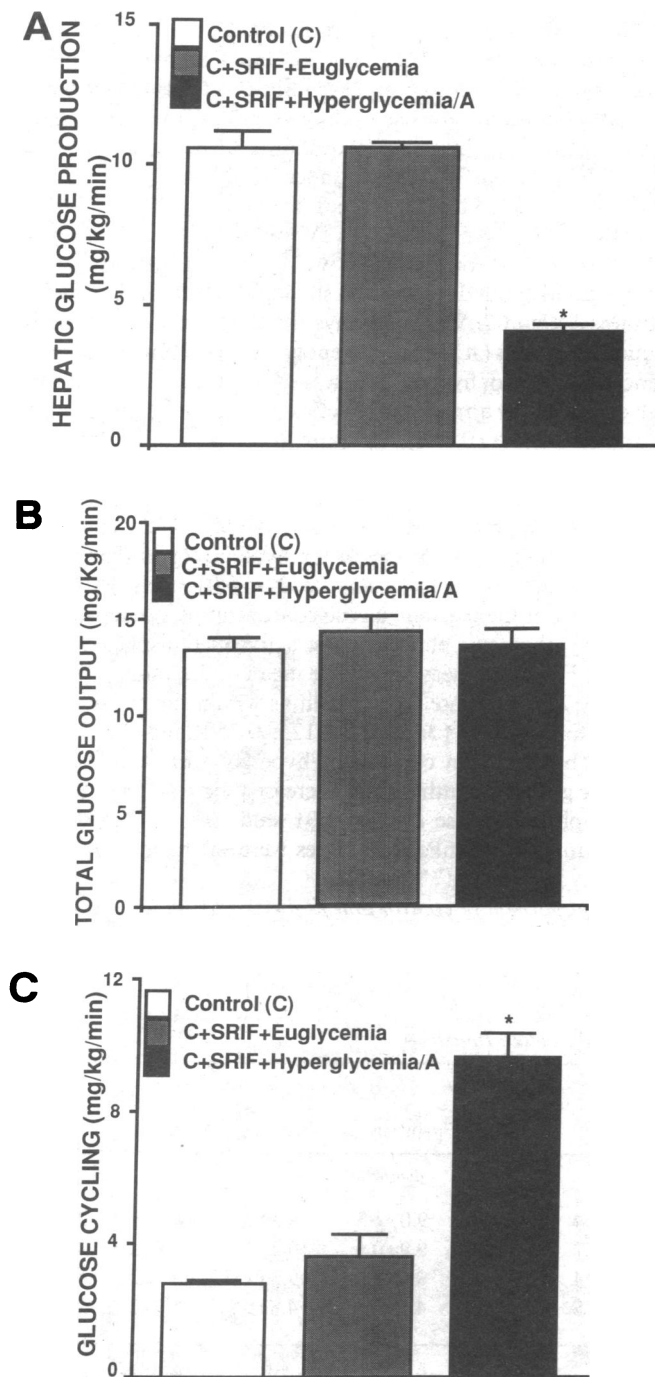 A
HEPATIC GLUCOSE PRODUCTION
(mg/kg/min)
15
10
5
0
Control (C)
C+SRIF+Euglycemia
C+SRIF+Hyperglycemia/A
*
B
TOTAL GLUCOSE OUTPUT (mg/Kg/min)
20
15
10
5
0
Control (C)
C+SRIF+Euglycemia
C+SRIF+Hyperglycemia/A
C
GLUCOSE CYCLING (mg/kg/min)
12
8
4
0
Control (C)
C+SRIF+Euglycemia
C+SRIF+Hyperglycemia/A
*